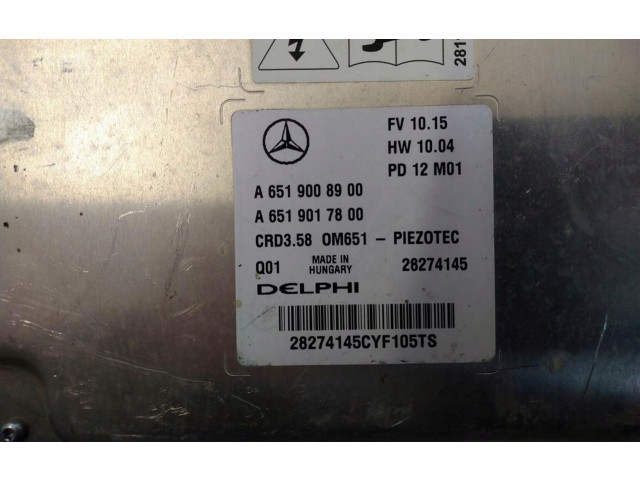 281
FV 10.15
HW 10.04
PD 12 M01
A 651 900 89 00
A 651 901 78 00
CRD3.58 OM651 - PIEZOTEC
Q01 MADE IN HUNGARY 28274145
DELPHI
28274145CYF105TS